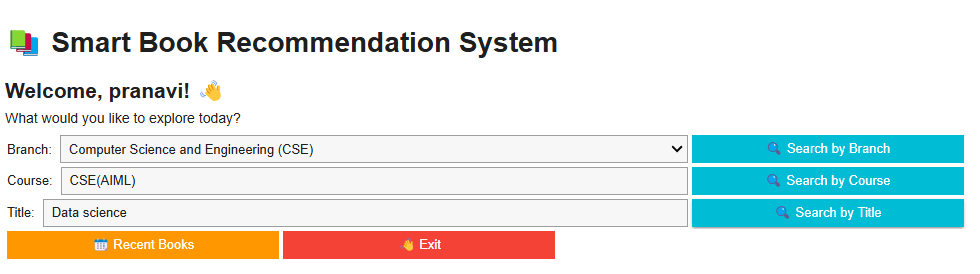 Smart Book Recommendation System
Welcome, pranavi!
What would you like to explore today?
Branch: Computer Science and Engineering (CSE) Search by Branch
Course: CSE(AIML) Search by Course
Title: Data science Search by Title
Recent Books Exit